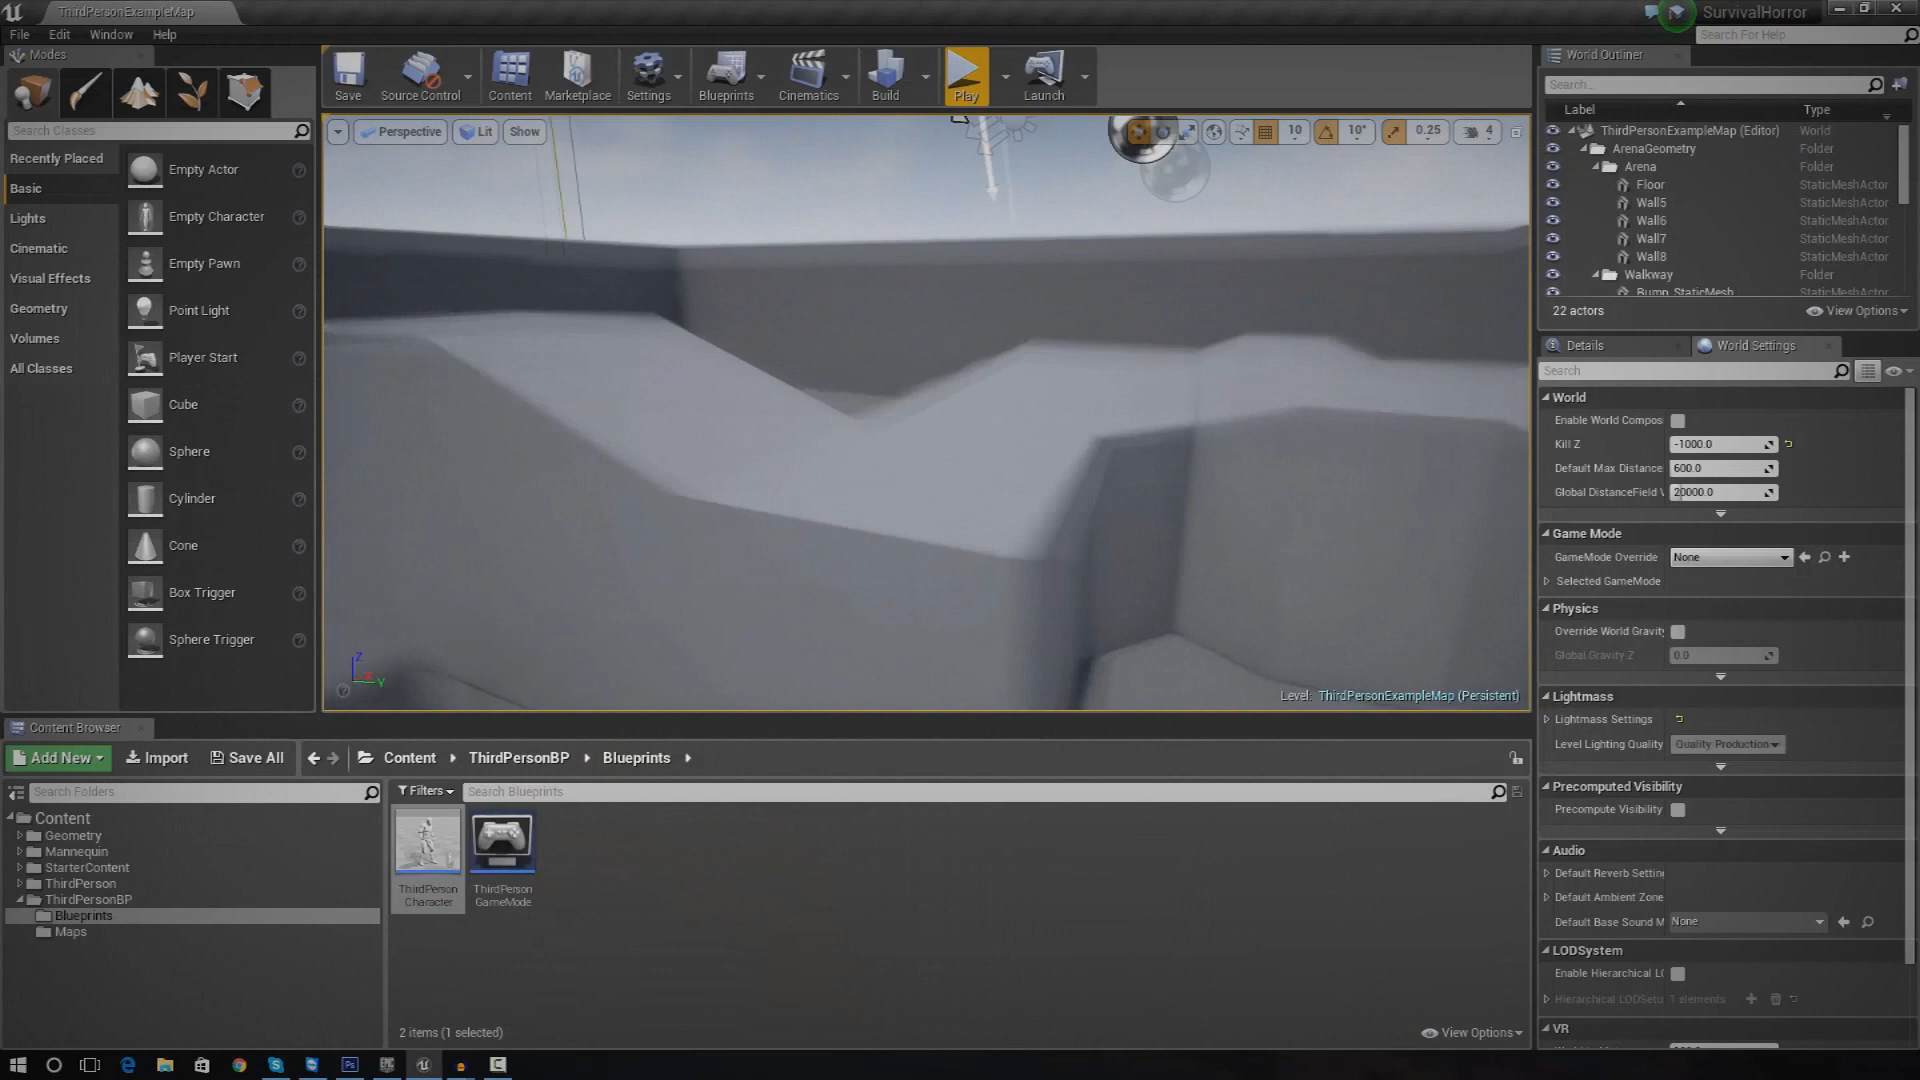 ThirdPersonExampleMap
SurvivalHorror
File Edit Window Help
Search For Help
Modes
Search Classes
Recently Placed
Basic
Lights
Cinematic
Visual Effects
Geometry
Volumes
All Classes
Empty Actor
Empty Character
Empty Pawn
Point Light
Player Start
Cube
Sphere
Cylinder
Cone
Box Trigger
Sphere Trigger
Save
Source Control
Content
Marketplace
Settings
Blueprints
Cinematics
Build
Play
Launch
Perspective Lit Show
10 10° 0.25 4
Z
Y
Level: ThirdPersonExampleMap (Persistent)
World Outliner
Search...
Label Type
ThirdPersonExampleMap (Editor) World
ArenaGeometry Folder
Arena Folder
Floor StaticMeshActor
Wall5 StaticMeshActor
Wall6 StaticMeshActor
Wall7 StaticMeshActor
Wall8 StaticMeshActor
Walkway Folder
Bump_StaticMesh StaticMeshActor
22 actors View Options
Details World Settings
Search
World
Enable World Compos
Kill Z -1000.0
Default Max Distance 600.0
Global DistanceField V 20000.0
Game Mode
GameMode Override None
Selected GameMode
Physics
Override World Gravity
Global Gravity Z 0.0
Lightmass
Lightmass Settings
Level Lighting Quality Quality Production
Precomputed Visibility
Precompute Visibility
Audio
Default Reverb Setting
Default Ambient Zone
Default Base Sound M None
LODSystem
Enable Hierarchical LO
Hierarchical LODSetu 1 elements
VR
Content Browser
Add New Import Save All Content ThirdPersonBP Blueprints
Search Folders
Filters Search Blueprints
Content
Geometry
Mannequin
StarterContent
ThirdPerson
ThirdPersonBP
Blueprints
Maps
ThirdPerson
Character
ThirdPerson
GameMode
2 items (1 selected) View Options